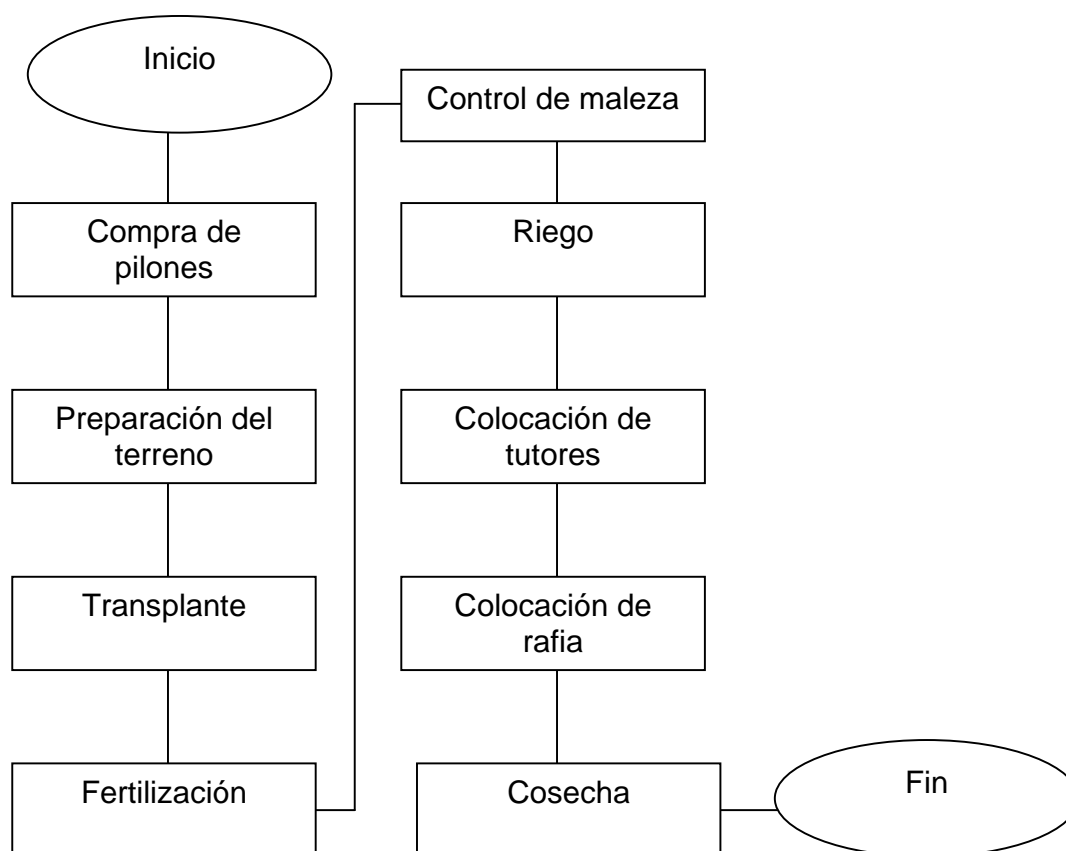 Inicio
Compra de
pilones
Preparación del
terreno
Transplante
Fertilización
Control de maleza
Riego
Colocación de
tutores
Colocación de
rafia
Cosecha
Fin